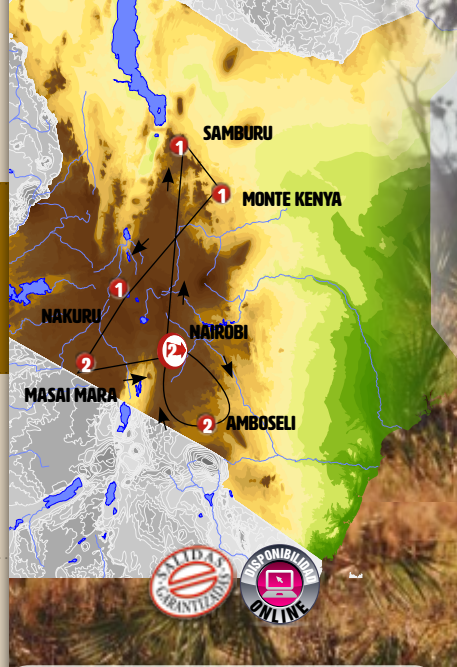 SAMBURU
1
1
MONTE KENYA
1
NAKURU
NAIROBI
2
2
MASAI MARA
2
AMBOSELI
SALIDAS
GARANTIZADAS
DISPONIBILIDAD
ONLINE